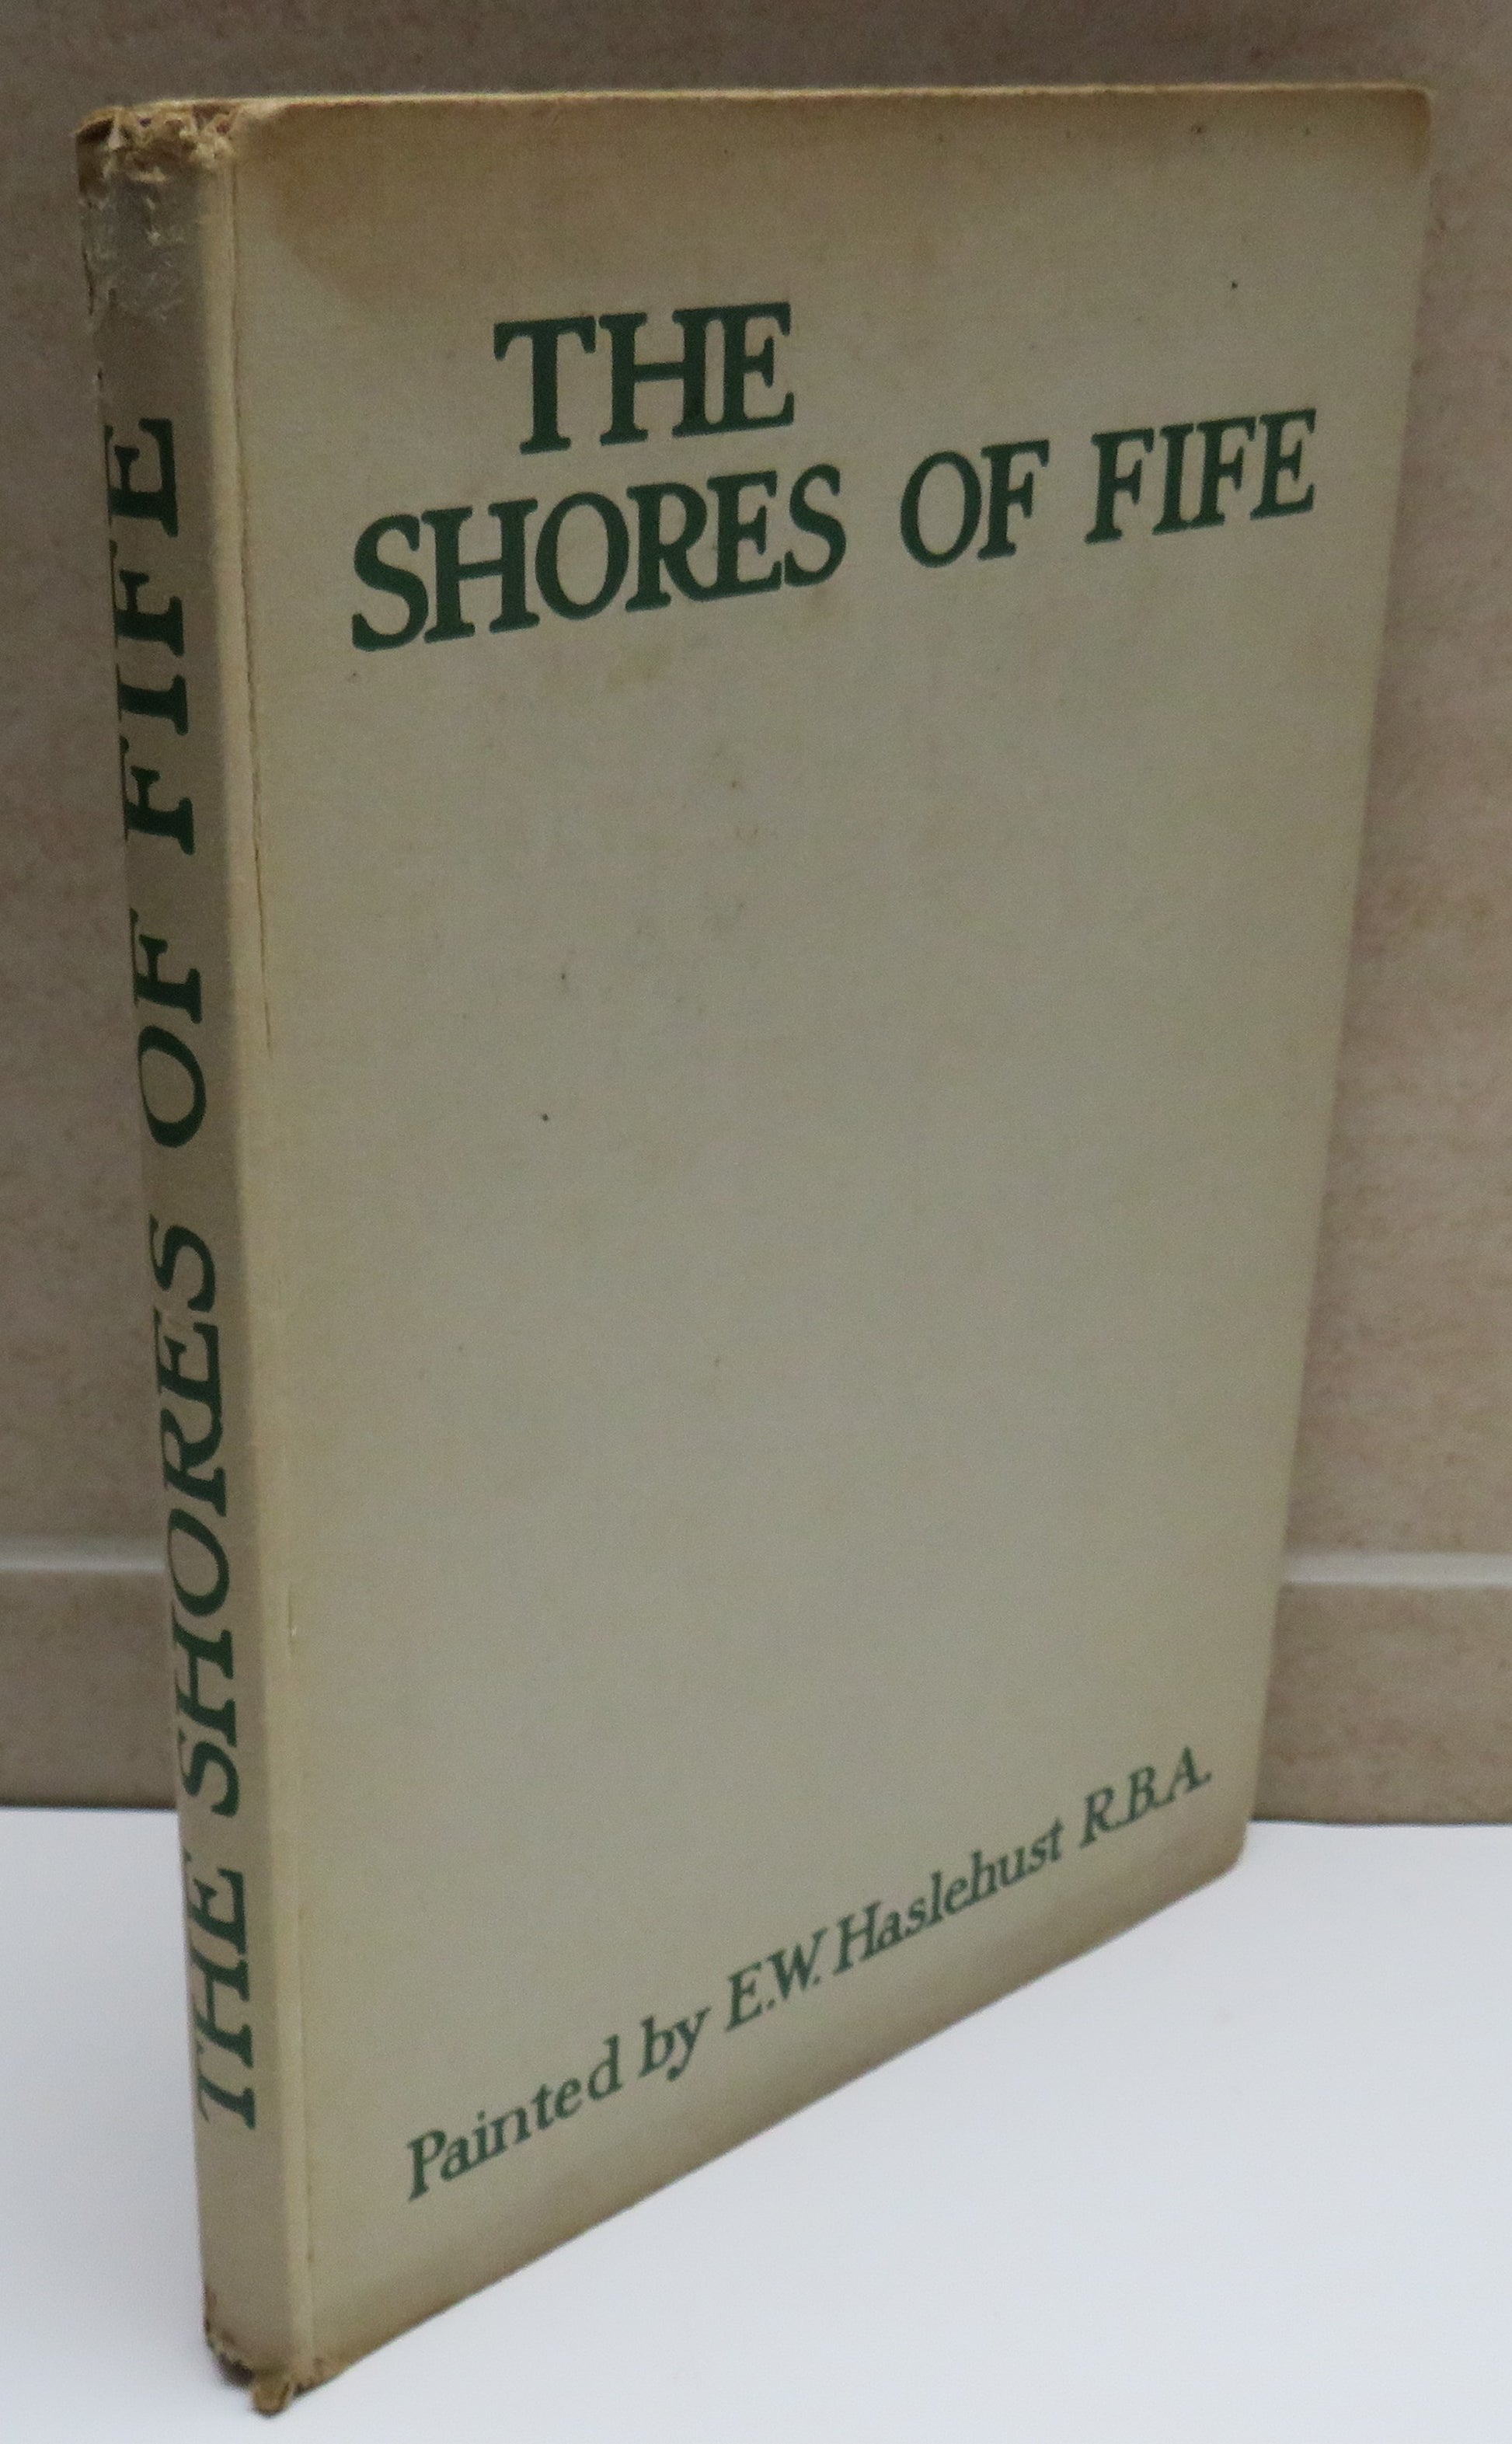 THE SHORES OF FIFE
THE
SHORES OF FIFE
Painted by E.W. Haslehust R.B.A.